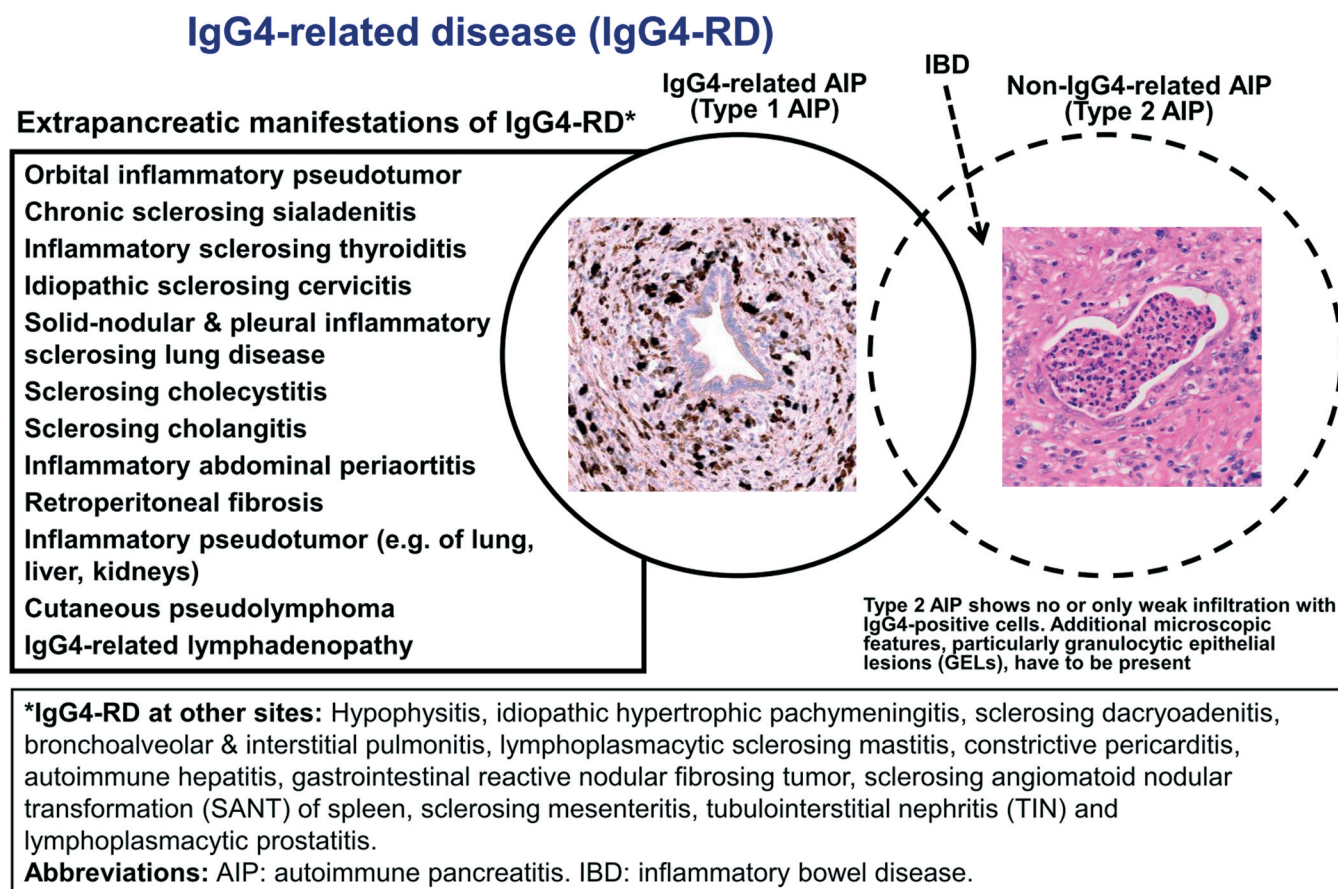 IgG4-related disease (IgG4-RD)
IBD
IgG4-related AIP
(Type 1 AIP)
Non-IgG4-related AIP
(Type 2 AIP)
Extrapancreatic manifestations of IgG4-RD*
Orbital inflammatory pseudotumor
Chronic sclerosing sialadenitis
Inflammatory sclerosing thyroiditis
Idiopathic sclerosing cervicitis
Solid-nodular & pleural inflammatory
sclerosing lung disease
Sclerosing cholecystitis
Sclerosing cholangitis
Inflammatory abdominal periaortitis
Retroperitoneal fibrosis
Inflammatory pseudotumor (e.g. of lung,
liver, kidneys)
Cutaneous pseudolymphoma
IgG4-related lymphadenopathy
Type 2 AIP shows no or only weak infiltration with
IgG4-positive cells. Additional microscopic
features, particularly granulocytic epithelial
lesions (GELs), have to be present
*IgG4-RD at other sites: Hypophysitis, idiopathic hypertrophic pachymeningitis, sclerosing dacryoadenitis,
bronchoalveolar & interstitial pulmonitis, lymphoplasmacytic sclerosing mastitis, constrictive pericarditis,
autoimmune hepatitis, gastrointestinal reactive nodular fibrosing tumor, sclerosing angiomatoid nodular
transformation (SANT) of spleen, sclerosing mesenteritis, tubulointerstitial nephritis (TIN) and
lymphoplasmacytic prostatitis.
Abbreviations: AIP: autoimmune pancreatitis. IBD: inflammatory bowel disease.